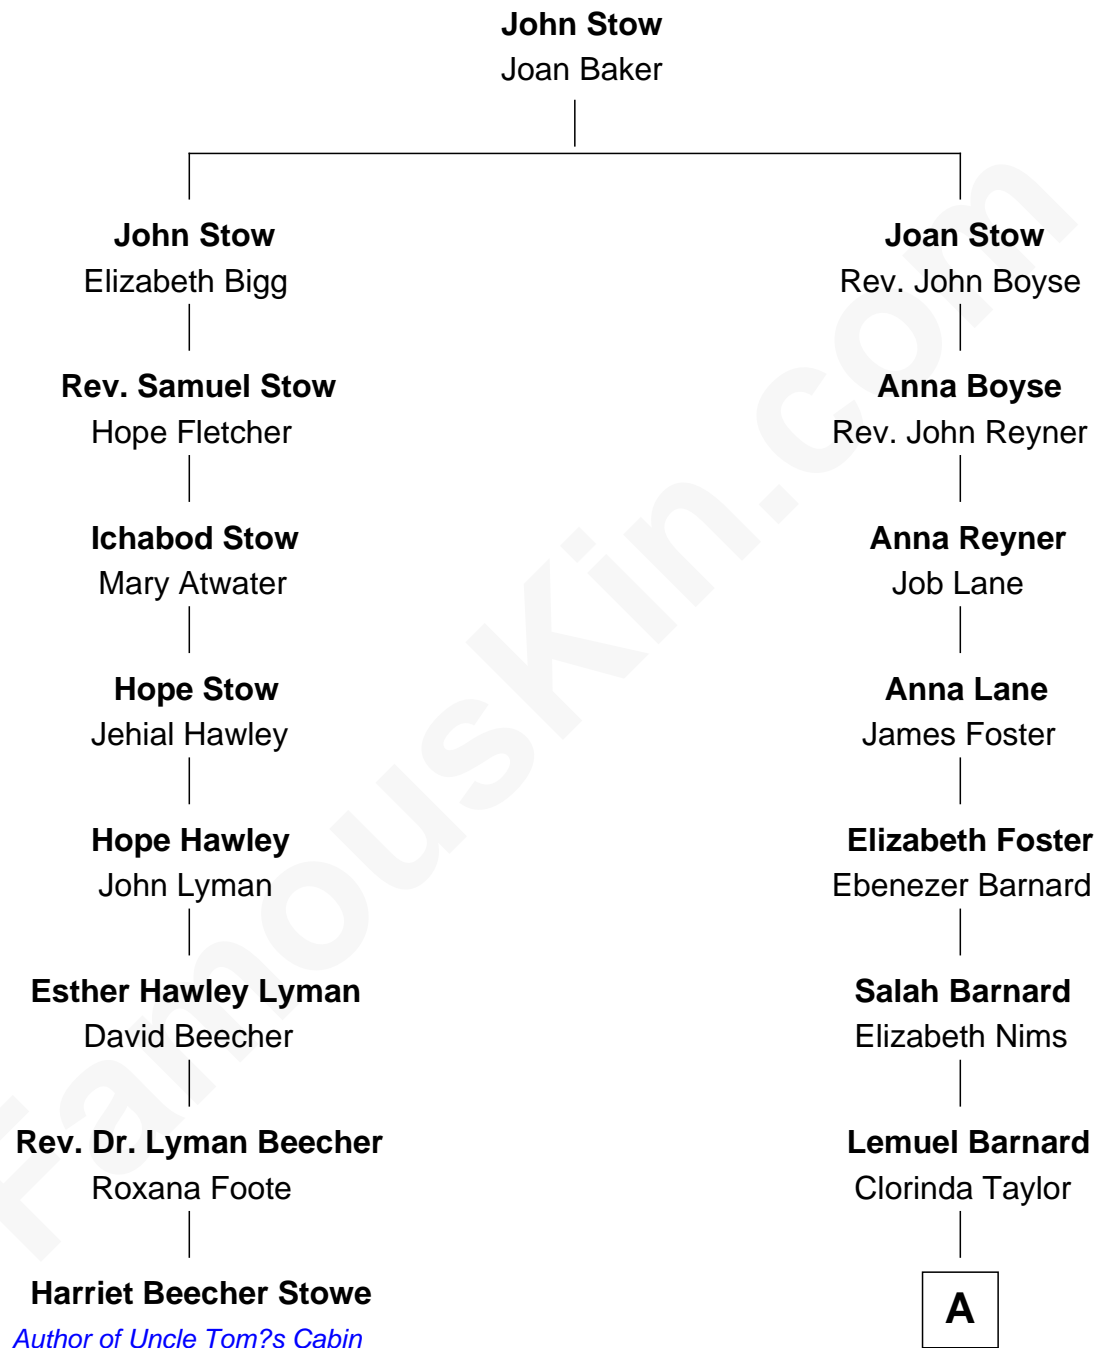 John Stow
Joan Baker
John Stow
Elizabeth Bigg
Joan Stow
Rev. John Boyse
Rev. Samuel Stow
Hope Fletcher
Anna Boyse
Rev. John Reyner
Ichabod Stow
Mary Atwater
Anna Reyner
Job Lane
Hope Stow
Jehial Hawley
Anna Lane
James Foster
Hope Hawley
John Lyman
Elizabeth Foster
Ebenezer Barnard
Esther Hawley Lyman
David Beecher
Salah Barnard
Elizabeth Nims
Rev. Dr. Lyman Beecher
Roxana Foote
Lemuel Barnard
Clorinda Taylor
Harriet Beecher Stowe
Author of Uncle Tom?s Cabin
A
FamousKin.com